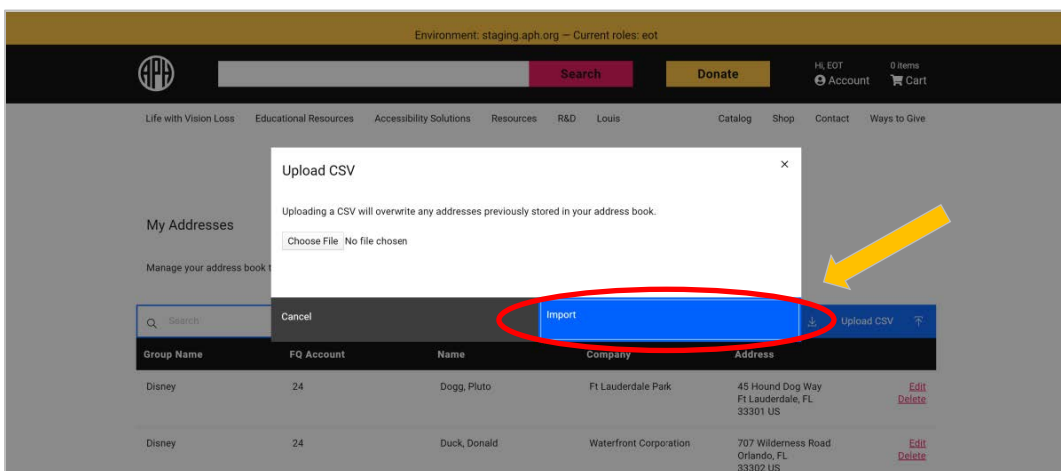 Environment: staging.aph.org — Current roles: eot
APH
Search
Donate
Hi, EOT
Account
0 items
Cart
Life with Vision Loss Educational Resources Accessibility Solutions Resources R&D Louis Catalog Shop Contact Ways to Give
Upload CSV ×
Uploading a CSV will overwrite any addresses previously stored in your address book.
Choose File No file chosen
My Addresses
Manage your address book t
Cancel Import
Search Upload CSV
Group Name FQ Account Name Company Address
Disney 24 Dogg, Pluto Ft Lauderdale Park 45 Hound Dog Way Edit
Ft Lauderdale, FL Delete
33301 US
Disney 24 Duck, Donald Waterfront Corporation 707 Wilderness Road Edit
Orlando, FL Delete
33302 US